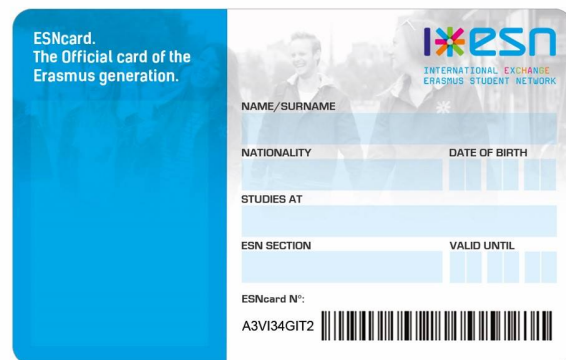 ESNcard.
The Official card of the
Erasmus generation.
esn
INTERNATIONAL EXCHANGE
ERASMUS STUDENT NETWORK
NAME/SURNAME
NATIONALITY
DATE OF BIRTH
STUDIES AT
ESN SECTION
VALID UNTIL
ESNcard Nº:
A3VI34GIT2